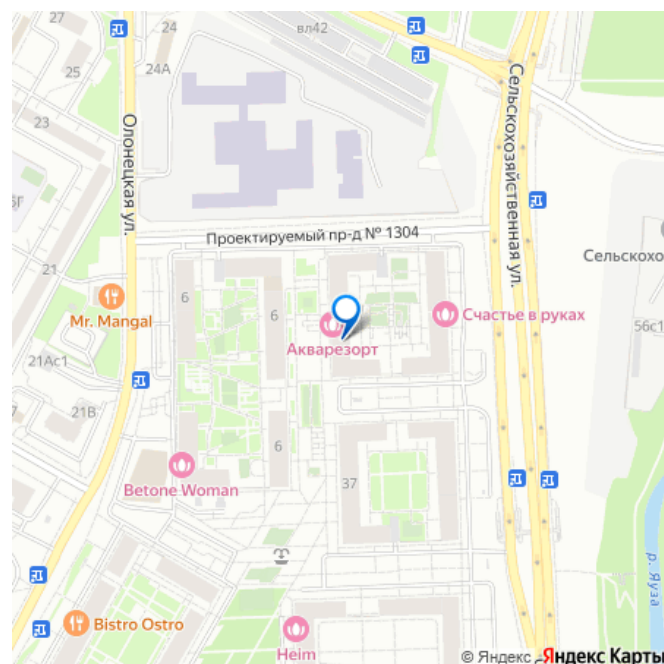 27
24
вл42
24А
25
Олонецкая ул.
23
Сельскохозяйственная ул.
Проектируемый пр-д № 1304
Сельскохо
21
6
6
Mr. Mangal
Акварезорт
Счастье в руках
56с1
21Ас1
21В
6
37
Betone Woman
р. Яуза
Bistro Ostro
Heim
© Яндекс
Яндекс Карты